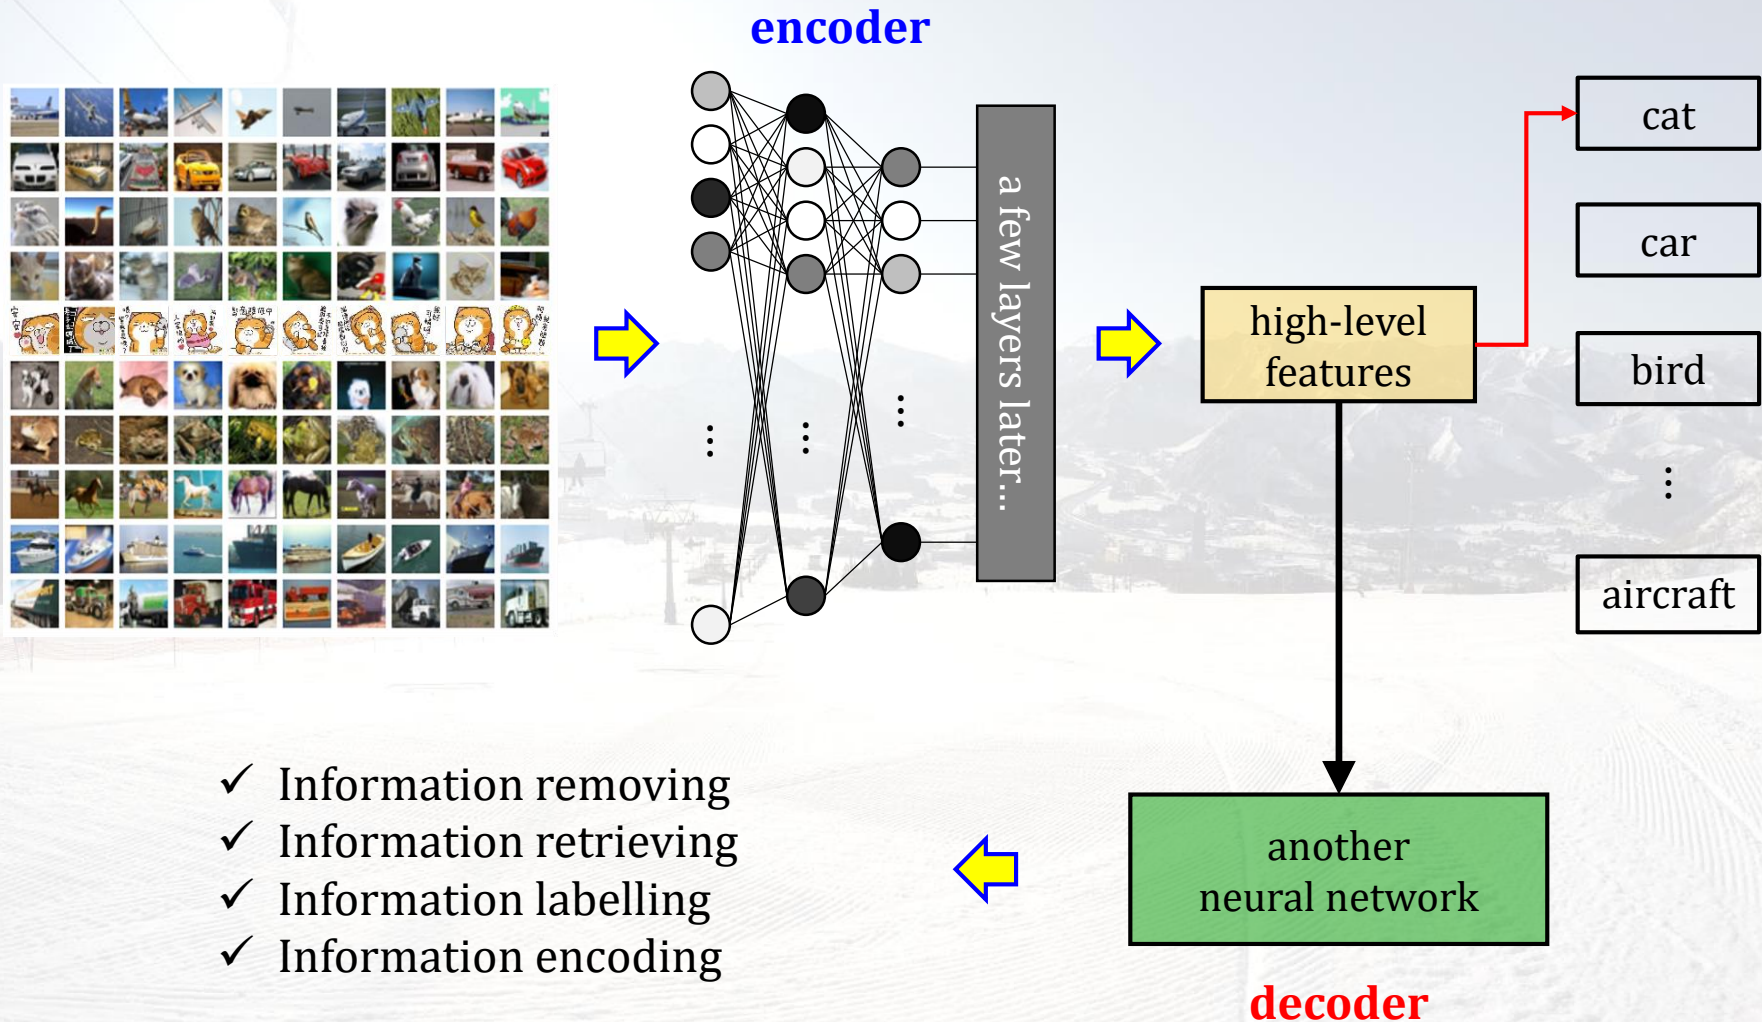 encoder
a few layers later...
high-level
features
cat
car
bird
...
aircraft
✓ Information removing
✓ Information retrieving
✓ Information labelling
✓ Information encoding
another
neural network
decoder